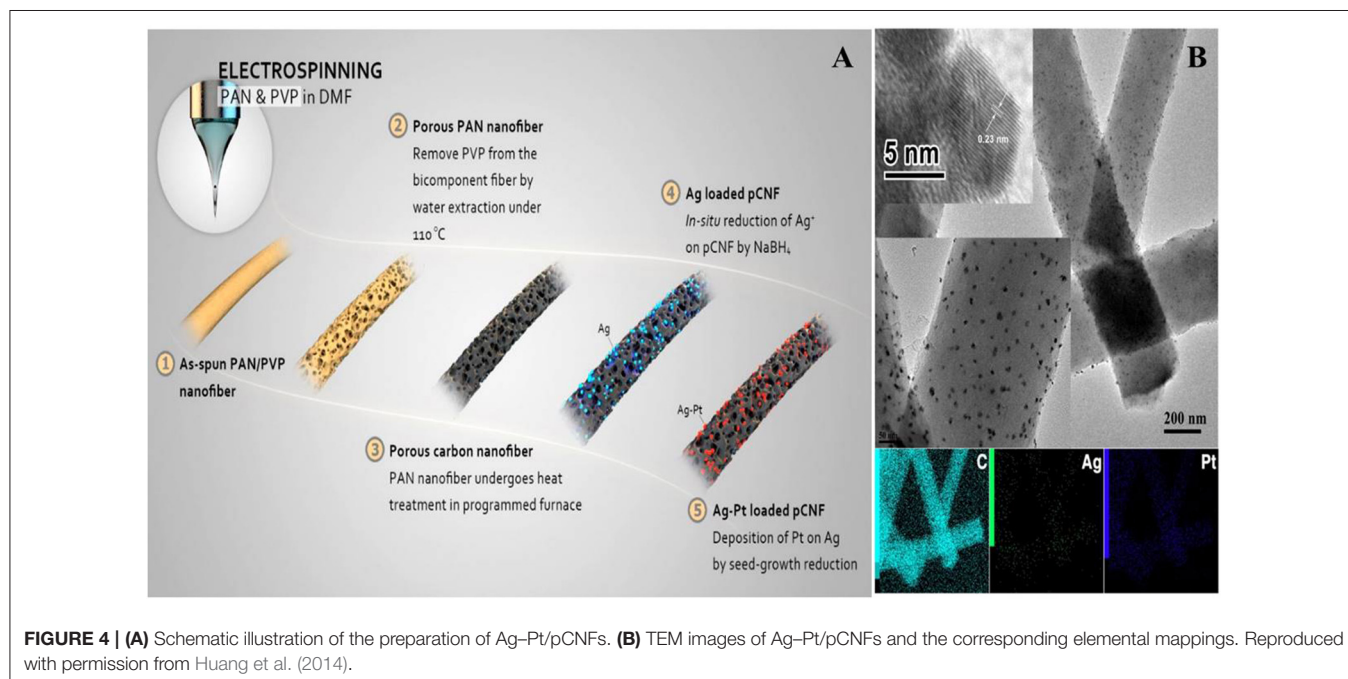 A
ELECTROSPINNING
PAN & PVP in DMF
2 Porous PAN nanofiber
Remove PVP from the
bicomponent fiber by
water extraction under
110 °C
4 Ag loaded pCNF
In-situ reduction of Ag⁺
on pCNF by NaBH₄
Ag
1 As-spun PAN/PVP
nanofiber
Ag-Pt
3 Porous carbon nanofiber
PAN nanofiber undergoes heat
treatment in programmed furnace
5 Ag-Pt loaded pCNF
Deposition of Pt on Ag
by seed-growth reduction
B
0.23 nm
5 nm
50 nm
200 nm
C
Ag
Pt
FIGURE 4 | (A) Schematic illustration of the preparation of Ag–Pt/pCNFs. (B) TEM images of Ag–Pt/pCNFs and the corresponding elemental mappings. Reproduced
with permission from Huang et al. (2014).